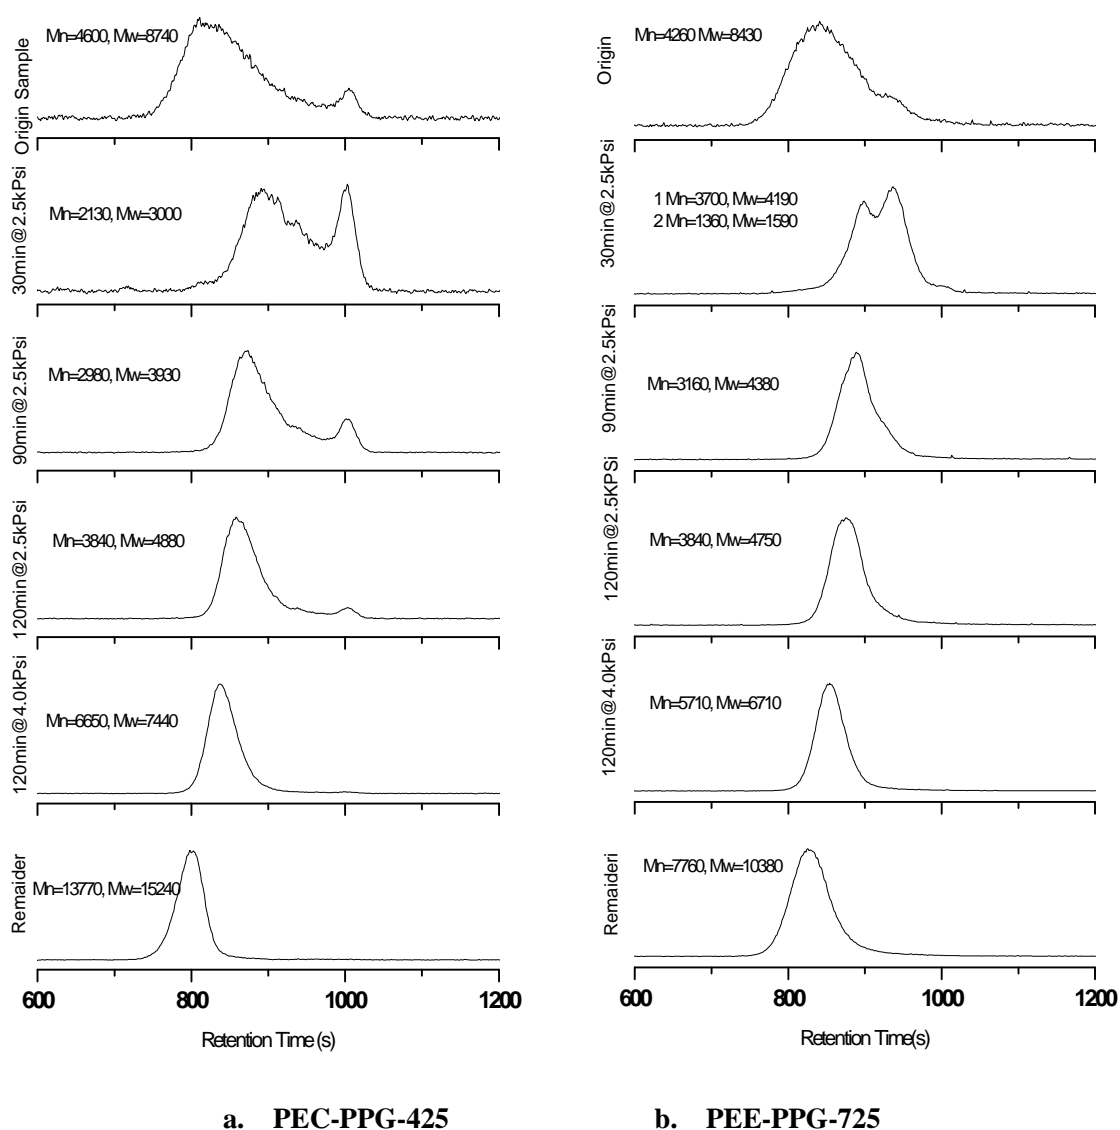 Origin Sample
Mn=4600, Mw=8740
30min@2.5kPsi
Mn=2130, Mw=3000
90min@2.5kPsi
Mn=2980, Mw=3930
120min@2.5kPsi
Mn=3840, Mw=4880
120min@4.0kPsi
Mn=6650, Mw=7440
Remaider
Mn=13770, Mw=15240
600 800 1000 1200
Retention Time (s)
a. PEC-PPG-425
Origin
Mn=4260 Mw=8430
30min@2.5kPsi
1 Mn=3700, Mw=4190
2 Mn=1360, Mw=1590
90min@2.5kPsi
Mn=3160, Mw=4380
120min@2.5KPSi
Mn=3840, Mw=4750
120min@4.0kPsi
Mn=5710, Mw=6710
Remaideri
Mn=7760, Mw=10380
600 800 1000 1200
Retention Time(s)
b. PEE-PPG-725